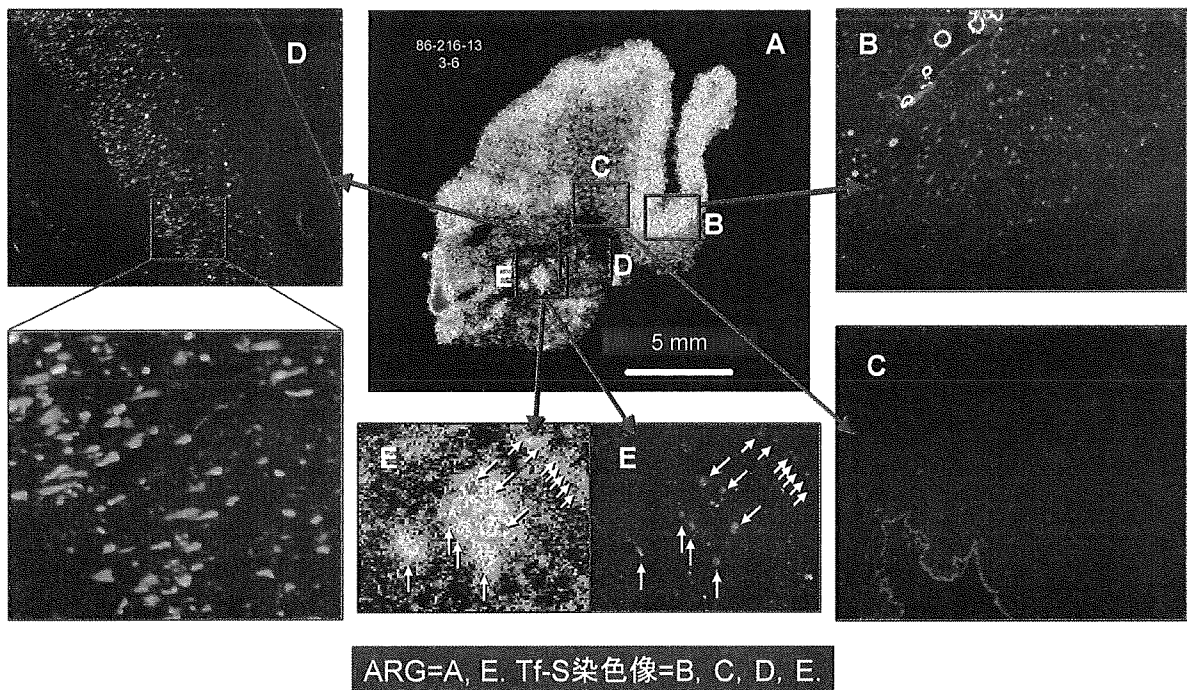 D
86-216-13
3-6
A
B
C
B
D
E
5 mm
C
E
E
ARG=A, E. Tf-S染色像=B, C, D, E.